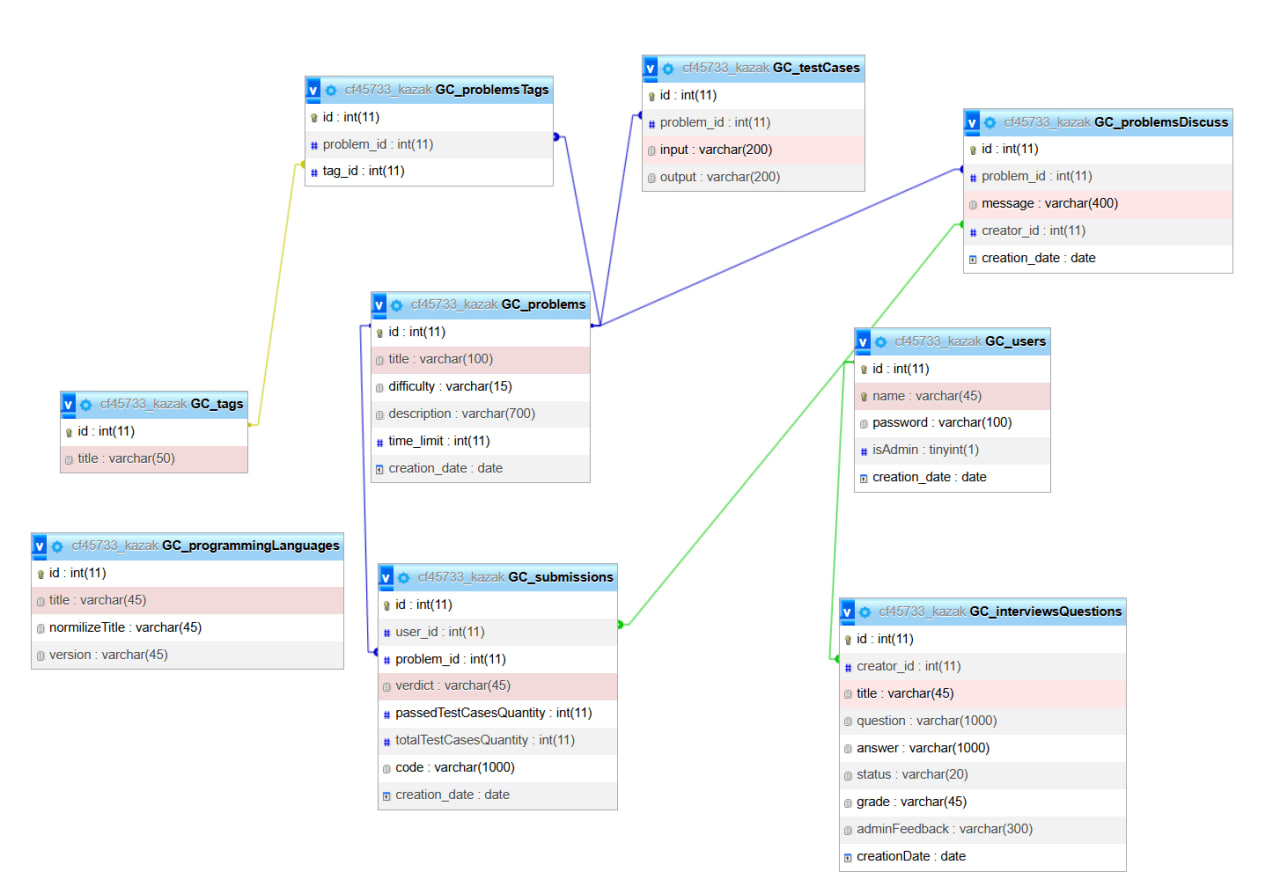 v cf45733_kazak GC_problemsTags
id : int(11)
# problem_id : int(11)
# tag_id : int(11)
v cf45733_kazak GC_testCases
id : int(11)
# problem_id : int(11)
input : varchar(200)
output : varchar(200)
v cf45733_kazak GC_problemsDiscuss
id : int(11)
# problem_id : int(11)
message : varchar(400)
# creator_id : int(11)
creation_date : date
v cf45733_kazak GC_problems
id : int(11)
title : varchar(100)
difficulty : varchar(15)
description : varchar(700)
# time_limit : int(11)
creation_date : date
v cf45733_kazak GC_users
id : int(11)
name : varchar(45)
password : varchar(100)
# isAdmin : tinyint(1)
creation_date : date
v cf45733_kazak GC_tags
id : int(11)
title : varchar(50)
v cf45733_kazak GC_programmingLanguages
id : int(11)
title : varchar(45)
normilizeTitle : varchar(45)
version : varchar(45)
v cf45733_kazak GC_submissions
id : int(11)
# user_id : int(11)
# problem_id : int(11)
verdict : varchar(45)
# passedTestCasesQuantity : int(11)
# totalTestCasesQuantity : int(11)
code : varchar(1000)
creation_date : date
v cf45733_kazak GC_interviewsQuestions
id : int(11)
# creator_id : int(11)
title : varchar(45)
question : varchar(1000)
answer : varchar(1000)
status : varchar(20)
grade : varchar(45)
adminFeedback : varchar(300)
creationDate : date